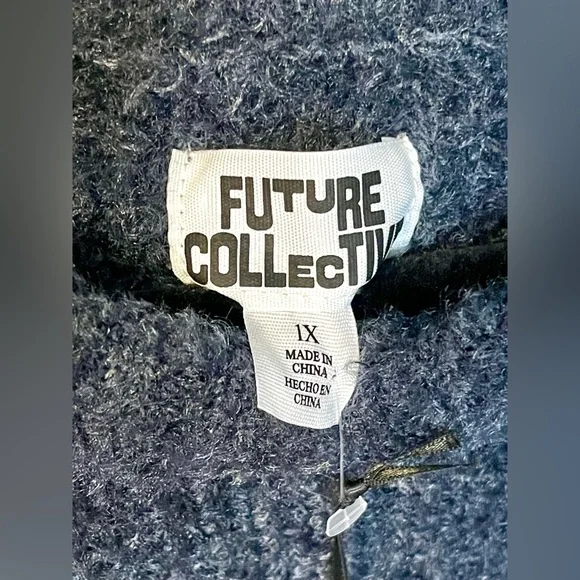 FUTURE
COLLECTIV
1X
MADE IN
CHINA
HECHO EN
CHINA